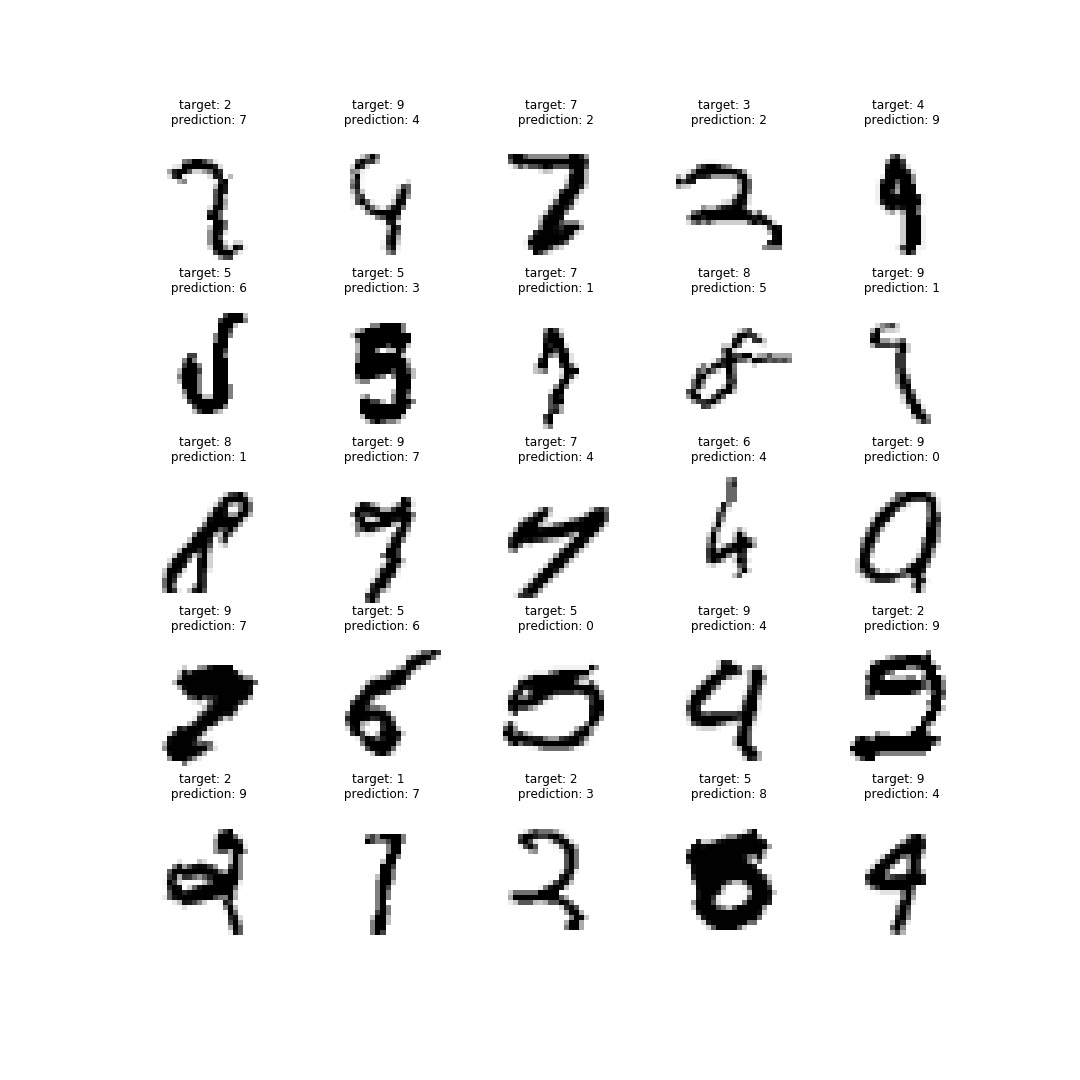 target: 2 target: 9 target: 7 target: 3 target: 4
prediction: 7 prediction: 4 prediction: 2 prediction: 2 prediction: 9
target: 5 target: 5 target: 7 target: 8 target: 9
prediction: 6 prediction: 3 prediction: 1 prediction: 5 prediction: 1
target: 8 target: 9 target: 7 target: 6 target: 9
prediction: 1 prediction: 7 prediction: 4 prediction: 4 prediction: 0
target: 9 target: 5 target: 5 target: 9 target: 2
prediction: 7 prediction: 6 prediction: 0 prediction: 4 prediction: 9
target: 2 target: 1 target: 2 target: 5 target: 9
prediction: 9 prediction: 7 prediction: 3 prediction: 8 prediction: 4